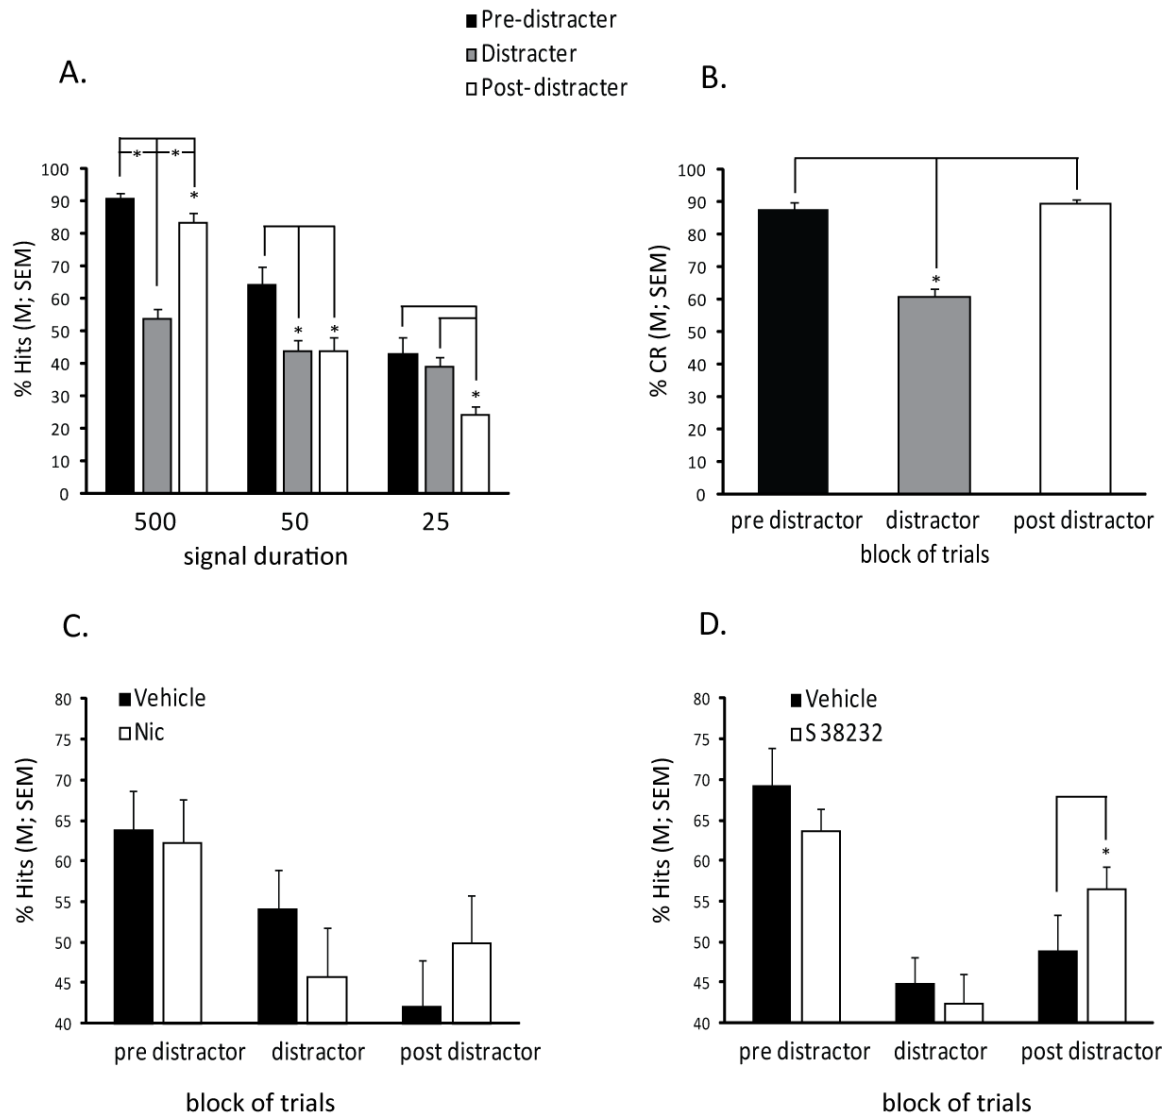 Pre-distracter
Distracter
Post-distracter
A.
* *
*
* *
*
% Hits (M; SEM)
100
90
80
70
60
50
40
30
20
10
0
500 50 25
signal duration
B.
*
% CR (M; SEM)
100
90
80
70
60
50
40
30
20
10
0
pre distractor distractor post distractor
block of trials
C.
Vehicle
Nic
% Hits (M; SEM)
80
75
70
65
60
55
50
45
40
pre distractor distractor post distractor
block of trials
D.
Vehicle
S 38232
*
% Hits (M; SEM)
80
75
70
65
60
55
50
45
40
pre distractor distractor post distractor
block of trials